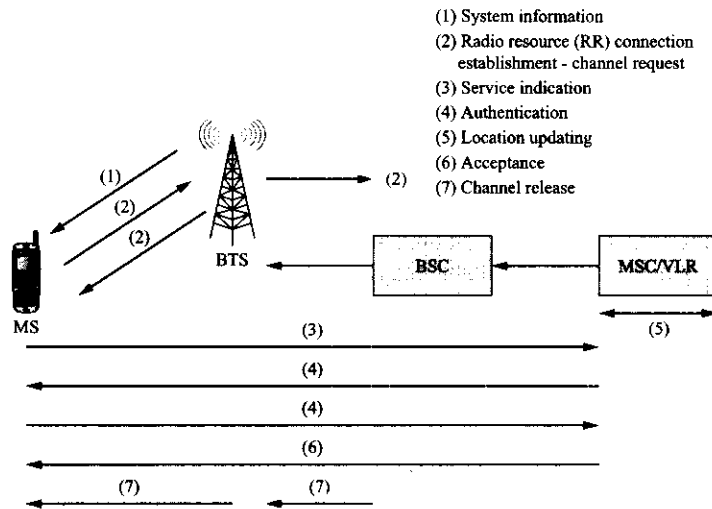 (1) System information
(2) Radio resource (RR) connection
establishment - channel request
(3) Service indication
(4) Authentication
(5) Location updating
(6) Acceptance
(7) Channel release
(1)
(2)
(2)
(2)
BTS
BSC
MSC/VLR
MS
(3)
(5)
(4)
(4)
(6)
(7)
(7)